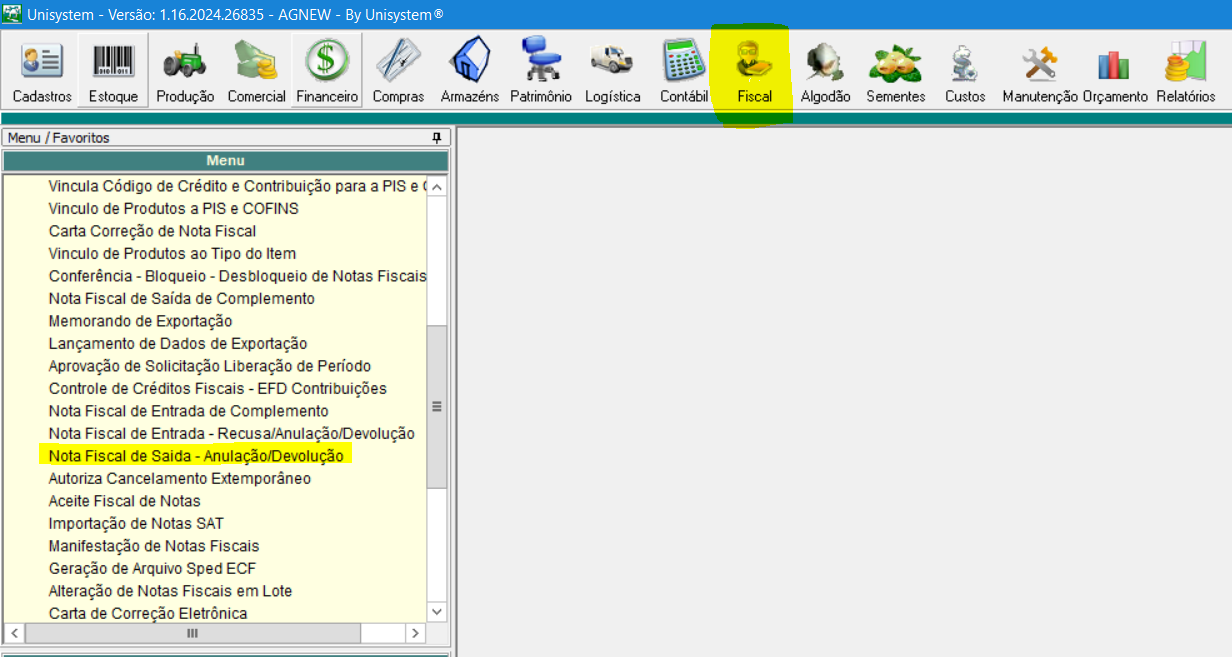 Unisystem - Versão: 1.16.2024.26835 - AGNEW - By Unisystem®
Cadastros Estoque Produção Comercial Financeiro Compras Armazéns Patrimônio Logística Contábil Fiscal Algodão Sementes Custos Manutenção Orçamento Relatórios
Menu / Favoritos
Menu
Vincula Código de Crédito e Contribuição para a PIS e C
Vinculo de Produtos a PIS e COFINS
Carta Correção de Nota Fiscal
Vinculo de Produtos ao Tipo do Item
Conferência - Bloqueio - Desbloqueio de Notas Fiscais
Nota Fiscal de Saída de Complemento
Memorando de Exportação
Lançamento de Dados de Exportação
Aprovação de Solicitação Liberação de Período
Controle de Créditos Fiscais - EFD Contribuições
Nota Fiscal de Entrada de Complemento
Nota Fiscal de Entrada - Recusa/Anulação/Devolução
Nota Fiscal de Saida - Anulação/Devolução
Autoriza Cancelamento Extemporâneo
Aceite Fiscal de Notas
Importação de Notas SAT
Manifestação de Notas Fiscais
Geração de Arquivo Sped ECF
Alteração de Notas Fiscais em Lote
Carta de Correção Eletrônica